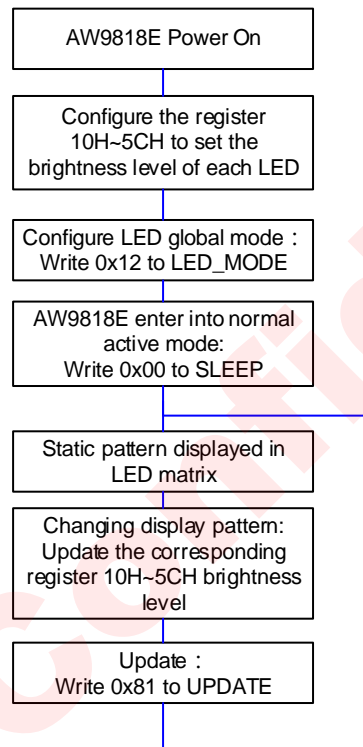 AW9818E Power On
Configure the register
10H~5CH to set the
brightness level of each LED
Configure LED global mode：
Write 0x12 to LED_MODE
AW9818E enter into normal
active mode:
Write 0x00 to SLEEP
Static pattern displayed in
LED matrix
Changing display pattern:
Update the corresponding
register 10H~5CH brightness
level
Update：
Write 0x81 to UPDATE